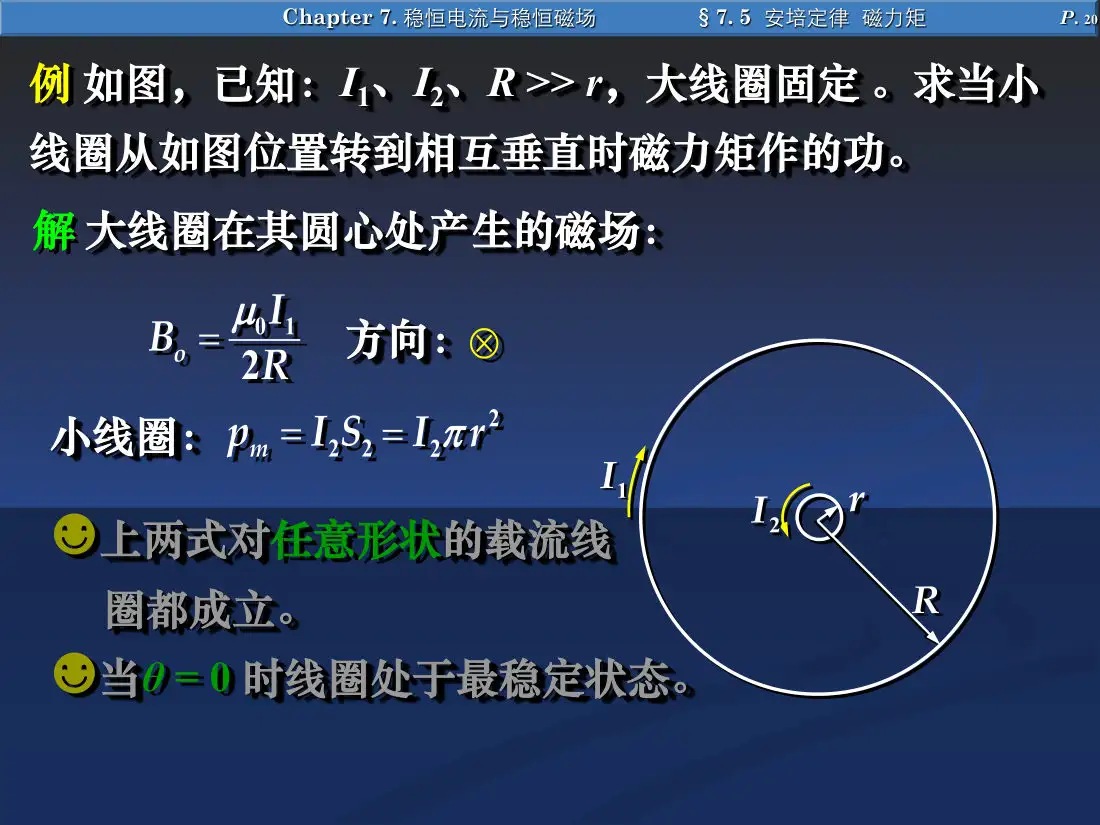 Chapter 7. 稳恒电流与稳恒磁场 §7.5 安培定律 磁力矩 P. 20
例 如图，已知：I₁、I₂、R >> r，大线圈固定 。求当小
线圈从如图位置转到相互垂直时磁力矩作的功。
解 大线圈在其圆心处产生的磁场：
Bₒ = μ₀I₁ / 2R 方向：⊗
小线圈： pₘ = I₂S₂ = I₂πr²
上两式对任意形状的载流线
圈都成立。
当θ = 0 时线圈处于最稳定状态。
I₁
I₂
r
R